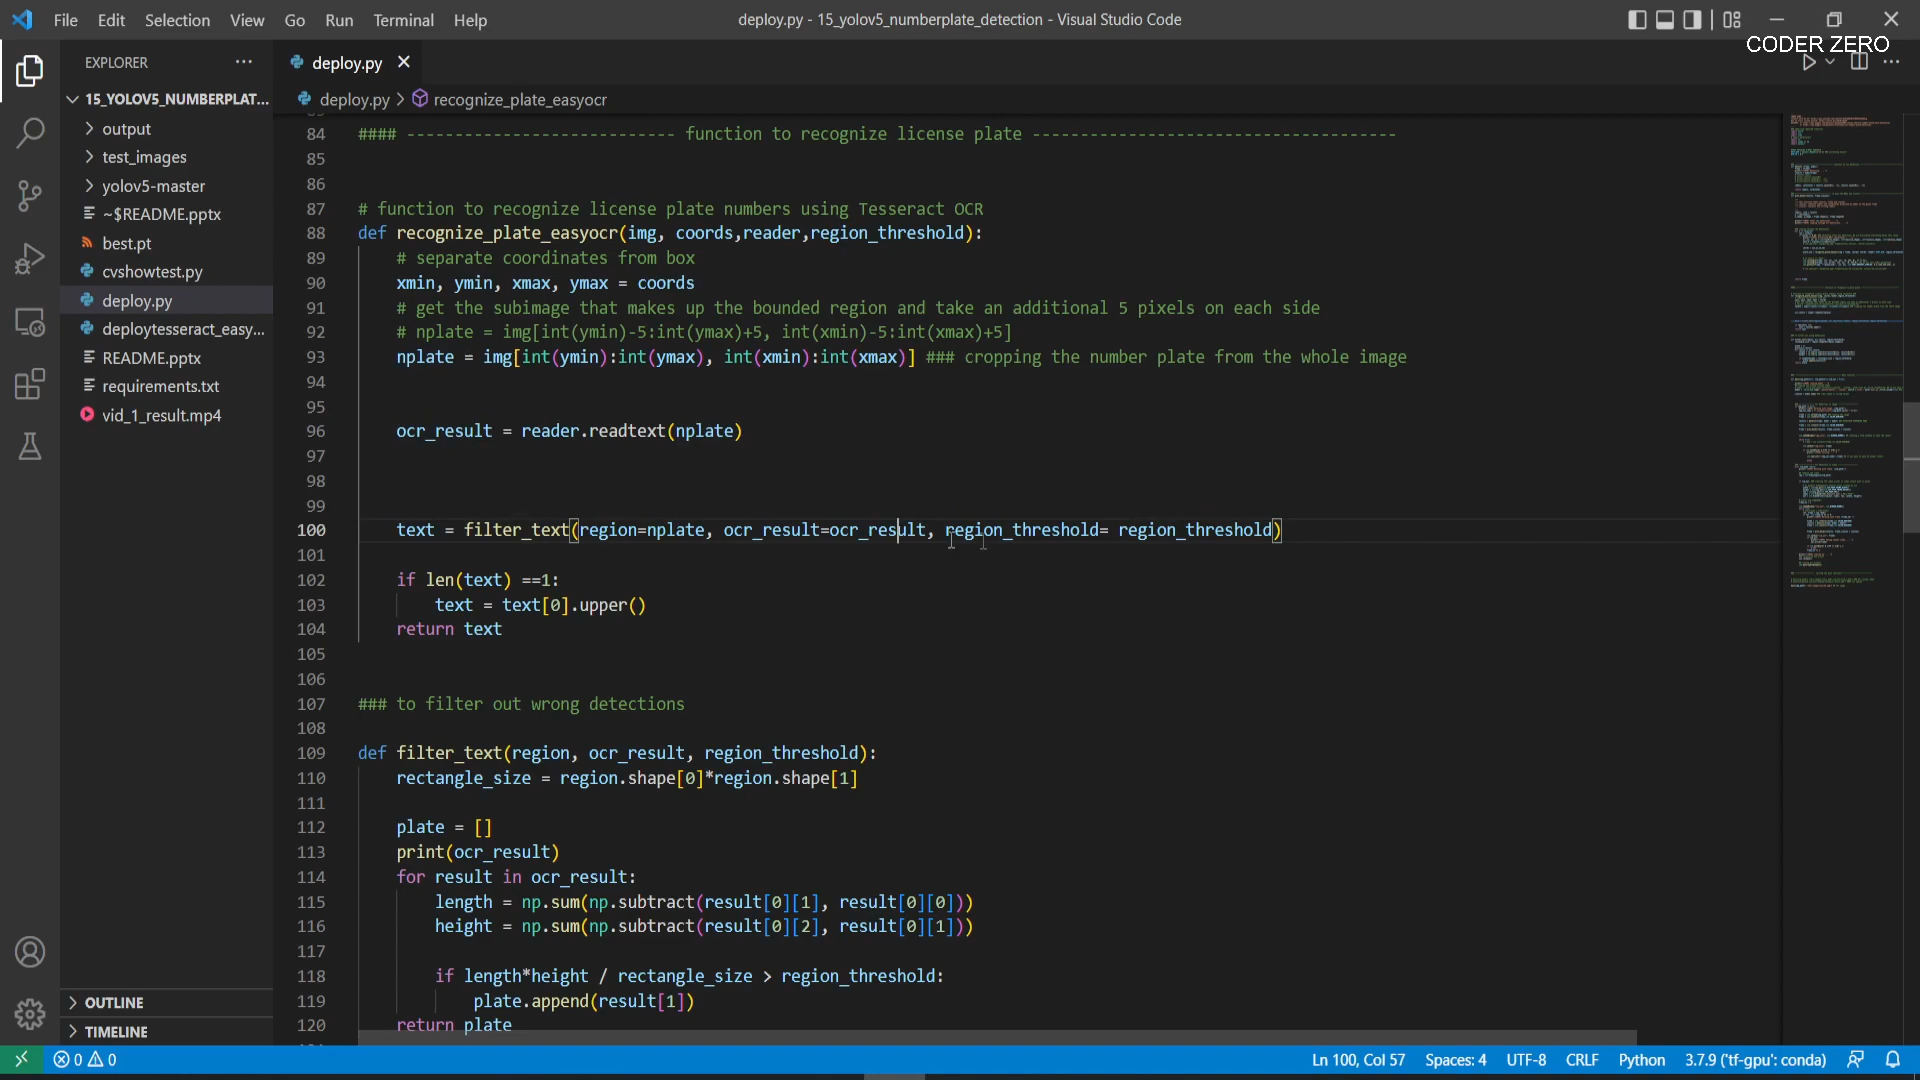 File Edit Selection View Go Run Terminal Help
deploy.py - 15_yolov5_numberplate_detection - Visual Studio Code
CODER ZERO
EXPLORER
deploy.py
15_YOLOV5_NUMBERPLAT...
output
test_images
yolov5-master
~$README.pptx
best.pt
cvshowtest.py
deploy.py
deploytesseract_easy...
README.pptx
requirements.txt
vid_1_result.mp4
OUTLINE
TIMELINE
deploy.py > recognize_plate_easyocr
84 #### ---------------------------- function to recognize license plate --------------------------------------
85
86
87 # function to recognize license plate numbers using Tesseract OCR
88 def recognize_plate_easyocr(img, coords,reader,region_threshold):
89     # separate coordinates from box
90     xmin, ymin, xmax, ymax = coords
91     # get the subimage that makes up the bounded region and take an additional 5 pixels on each side
92     # nplate = img[int(ymin)-5:int(ymax)+5, int(xmin)-5:int(xmax)+5]
93     nplate = img[int(ymin):int(ymax), int(xmin):int(xmax)] ### cropping the number plate from the whole image
94
95
96     ocr_result = reader.readtext(nplate)
97
98
99
100     text = filter_text(region=nplate, ocr_result=ocr_result, region_threshold= region_threshold)
101
102     if len(text) ==1:
103         text = text[0].upper()
104     return text
105
106
107 ### to filter out wrong detections
108
109 def filter_text(region, ocr_result, region_threshold):
110     rectangle_size = region.shape[0]*region.shape[1]
111
112     plate = []
113     print(ocr_result)
114     for result in ocr_result:
115         length = np.sum(np.subtract(result[0][1], result[0][0]))
116         height = np.sum(np.subtract(result[0][2], result[0][1]))
117
118         if length*height / rectangle_size > region_threshold:
119             plate.append(result[1])
120     return plate
0 0
Ln 100, Col 57 Spaces: 4 UTF-8 CRLF Python 3.7.9 ('tf-gpu': conda)